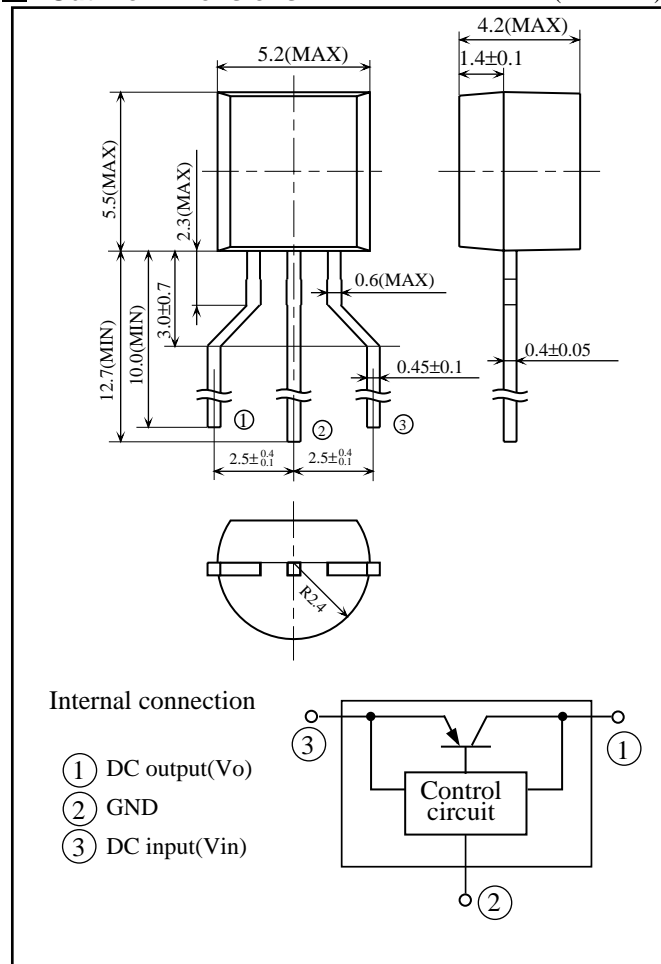 4.2(MAX)
5.2(MAX)
1.4±0.1
5.5(MAX)
2.3(MAX)
12.7(MIN)
10.0(MIN)
3.0±0.7
0.6(MAX)
0.45±0.1
0.4±0.05
① ② ③
2.5±0.4 0.1 2.5±0.4 0.1
R2.4
Internal connection
① DC output(Vo)
② GND
③ DC input(Vin)
③ ①
Control
circuit
②